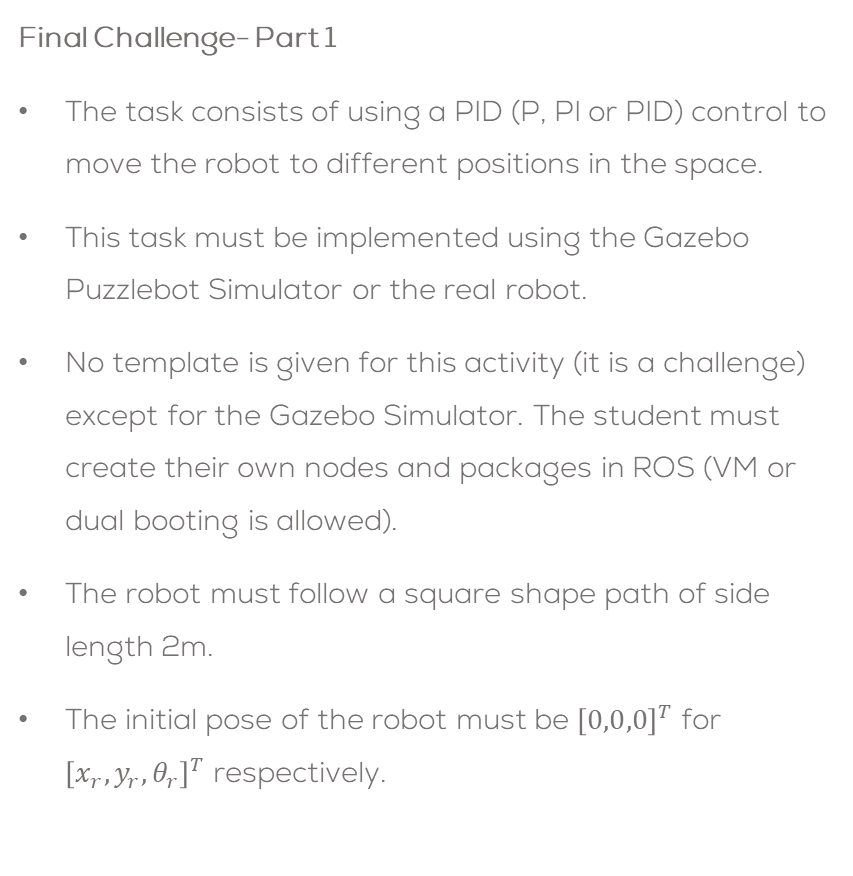 Final Challenge- Part 1
• The task consists of using a PID (P, PI or PID) control to
move the robot to different positions in the space.
• This task must be implemented using the Gazebo
Puzzlebot Simulator or the real robot.
• No template is given for this activity (it is a challenge)
except for the Gazebo Simulator. The student must
create their own nodes and packages in ROS (VM or
dual booting is allowed).
• The robot must follow a square shape path of side
length 2m.
• The initial pose of the robot must be [0,0,0]ᵀ for
[xᵣ, yᵣ, θᵣ]ᵀ respectively.